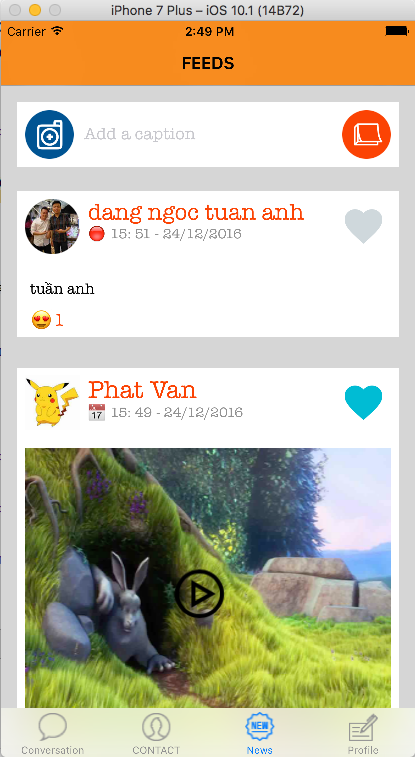 iPhone 7 Plus – iOS 10.1 (14B72)
Carrier 2:49 PM
FEEDS
Add a caption
dang ngoc tuan anh
15: 51 - 24/12/2016
tuần anh
1
Phat Van
17 15: 49 - 24/12/2016
NEW
Conversation CONTACT News Profile